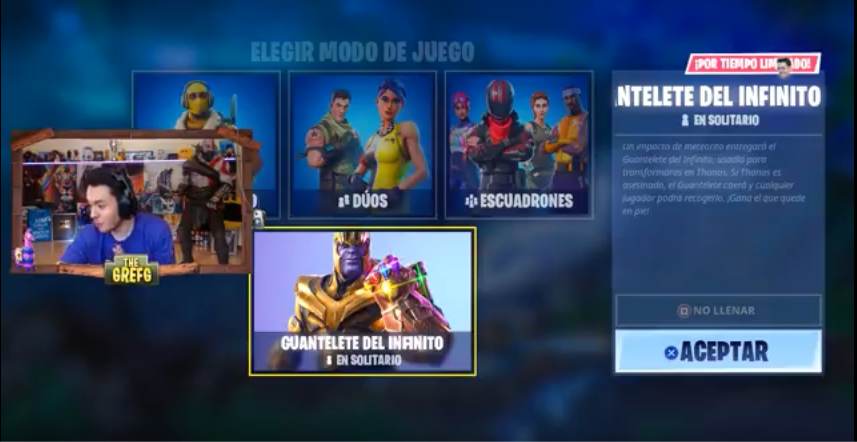 ELEGIR MODO DE JUEGO
¡POR TIEMPO LIMITADO!
NTELETE DEL INFINITO
EN SOLITARIO
Un impacto de meteorito entregará el
Guantelete del Infinito, usadlo para
transformaros en Thanos. Si Thanos es
asesinado, el Guantelete caerá y cualquier
jugador podrá recogerlo. ¡Gana el que quede
en pie!
O
DÚOS
ESCUADRONES
THE
GREFG
GUANTELETE DEL INFINITO
EN SOLITARIO
NO LLENAR
ACEPTAR